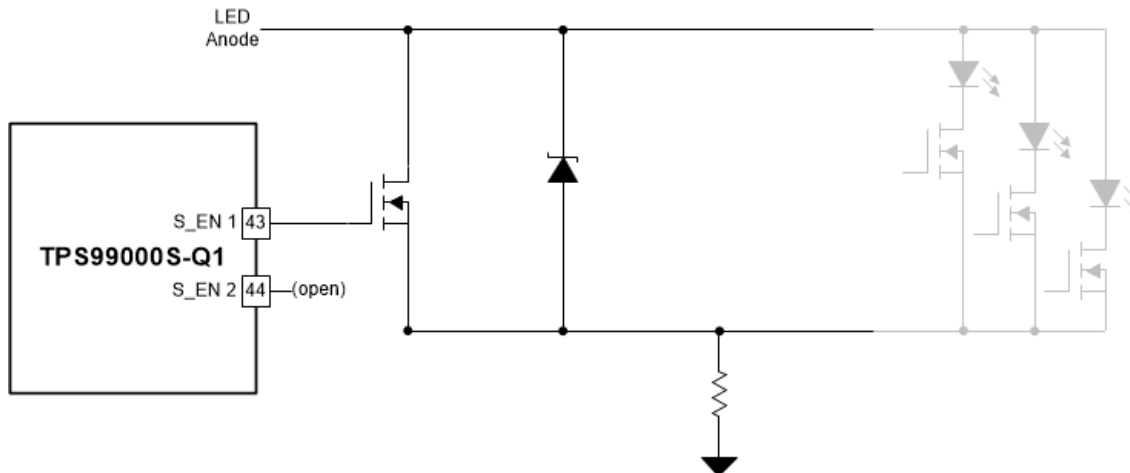 LED
Anode
S_EN 1 43
TPS99000S-Q1
S_EN 2 44 (open)